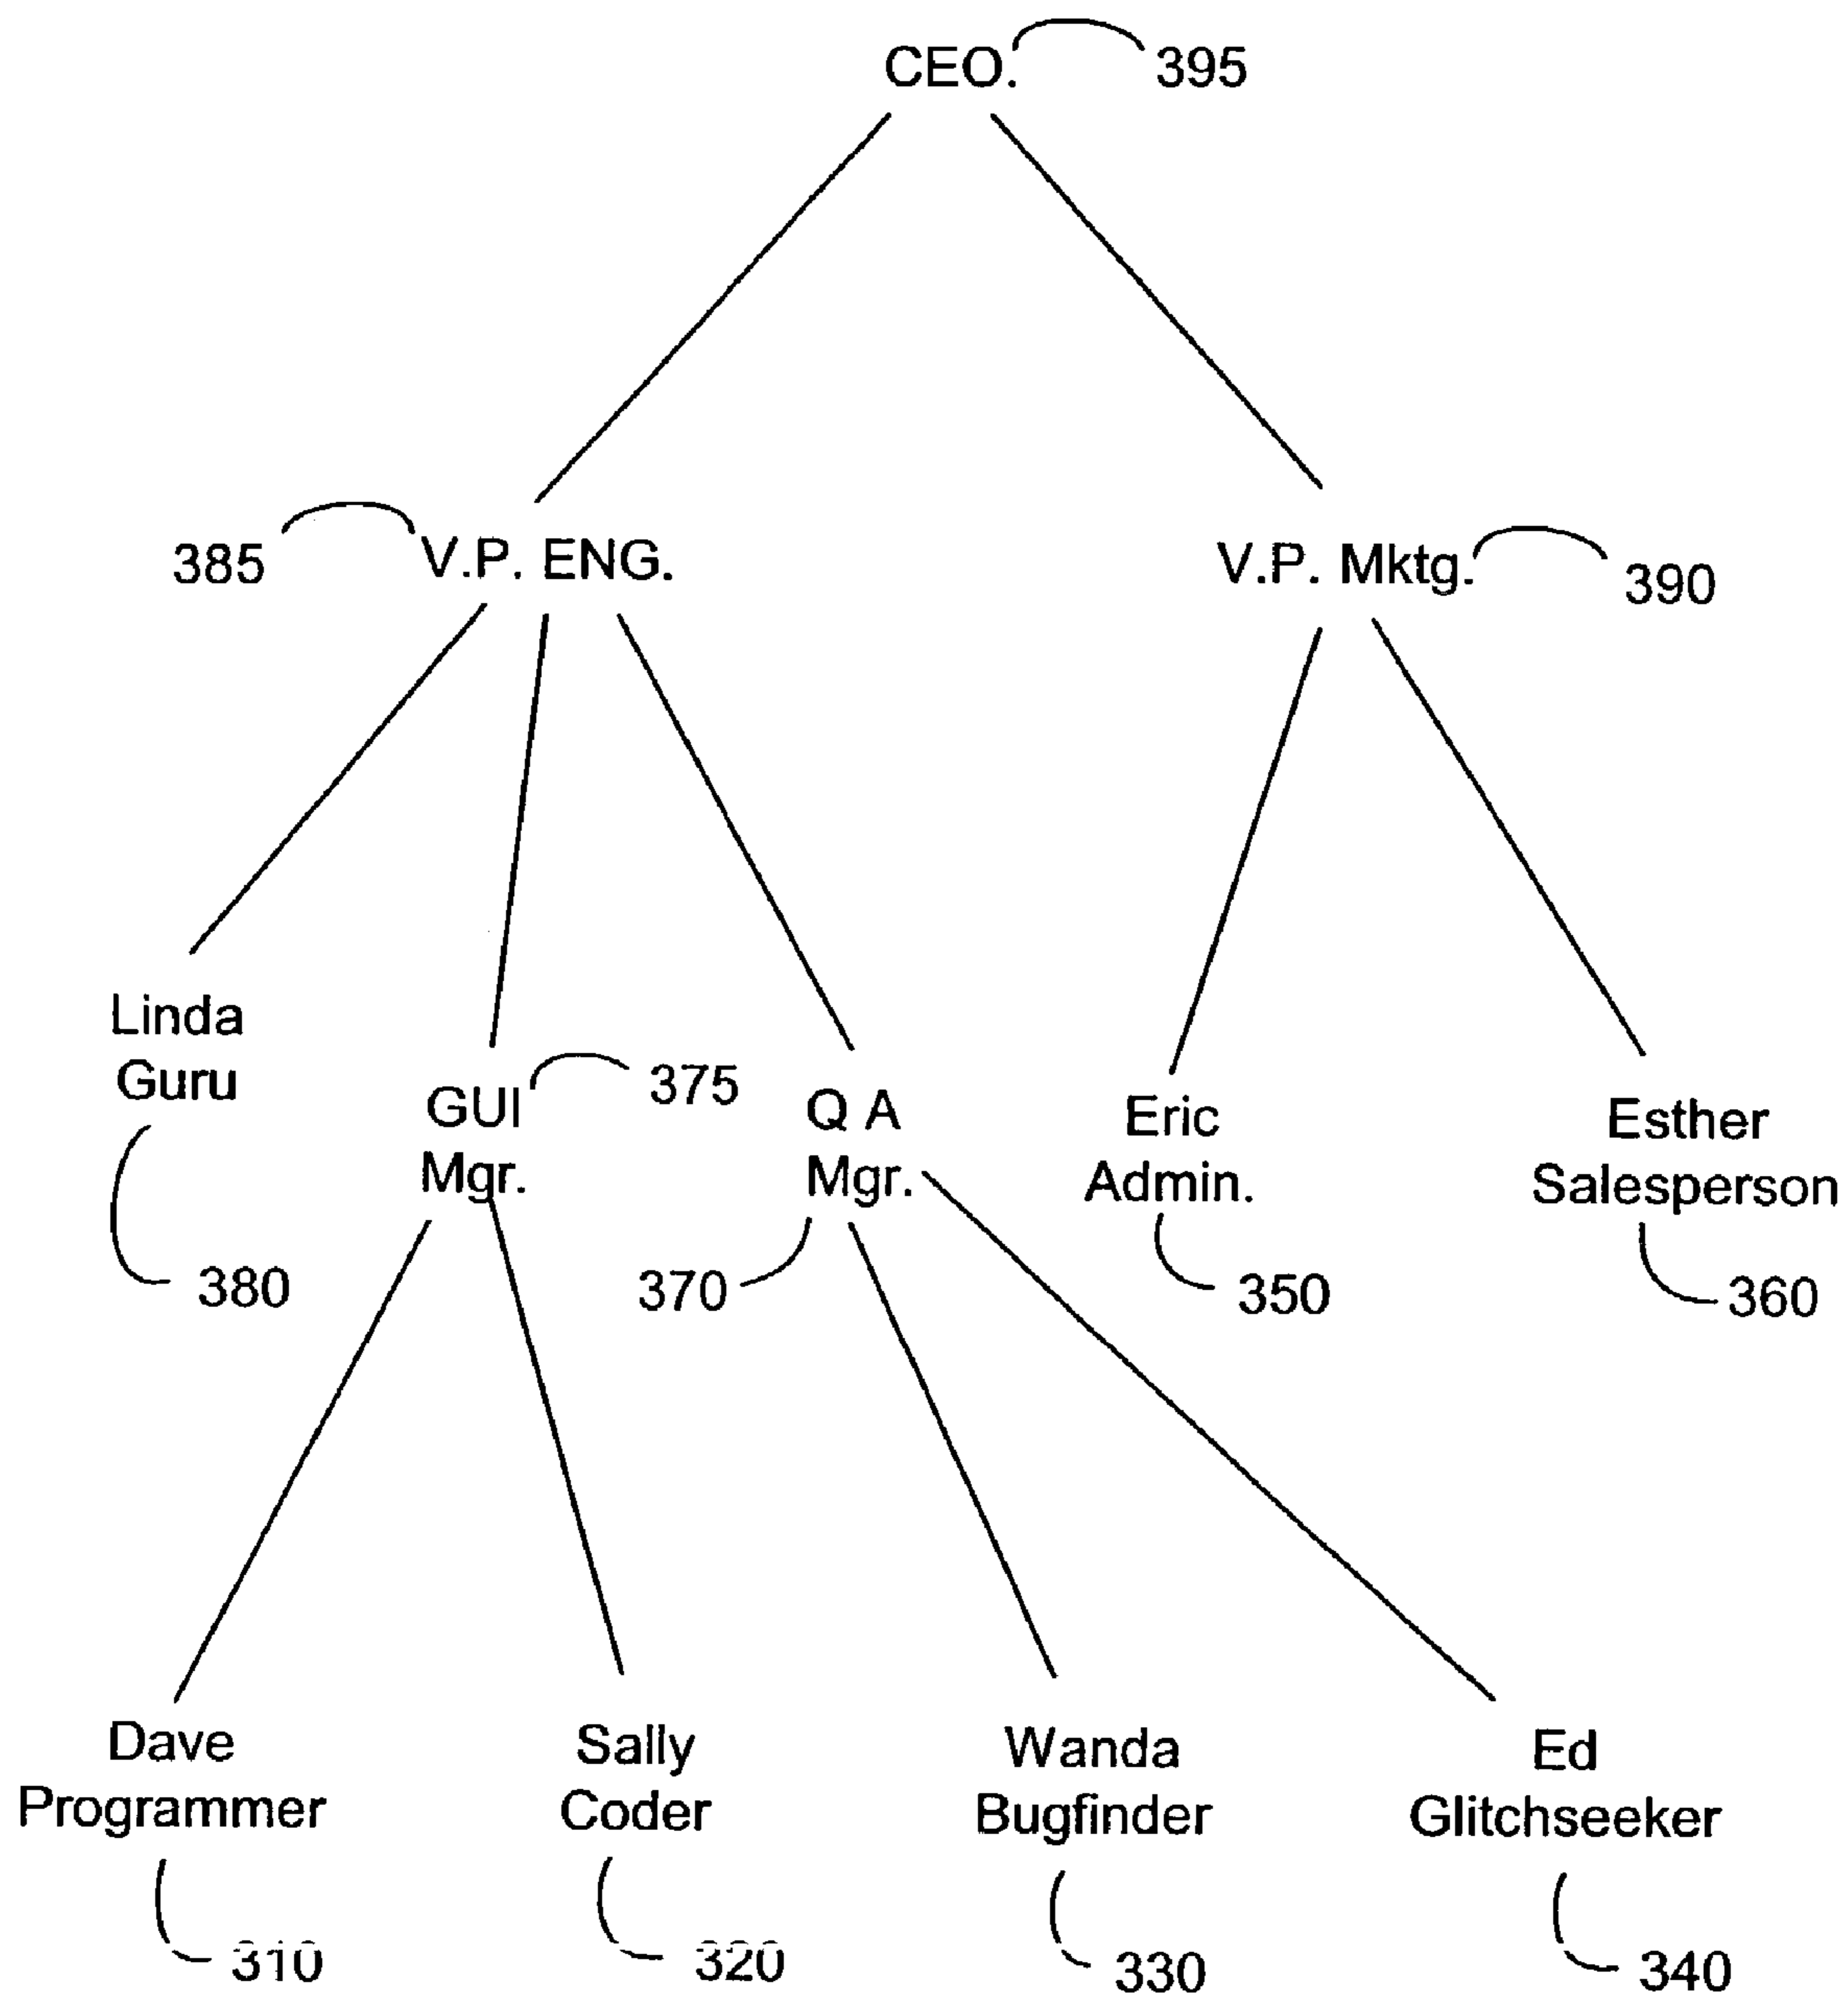 CEO. 395
385 V.P. ENG. V.P. Mktg. 390
Linda
Guru
380
GUI 375
Mgr.
Q A
Mgr.
370
Eric
Admin.
350
Esther
Salesperson
360
Dave
Programmer
310
Sally
Coder
320
Wanda
Bugfinder
330
Ed
Glitchseeker
340